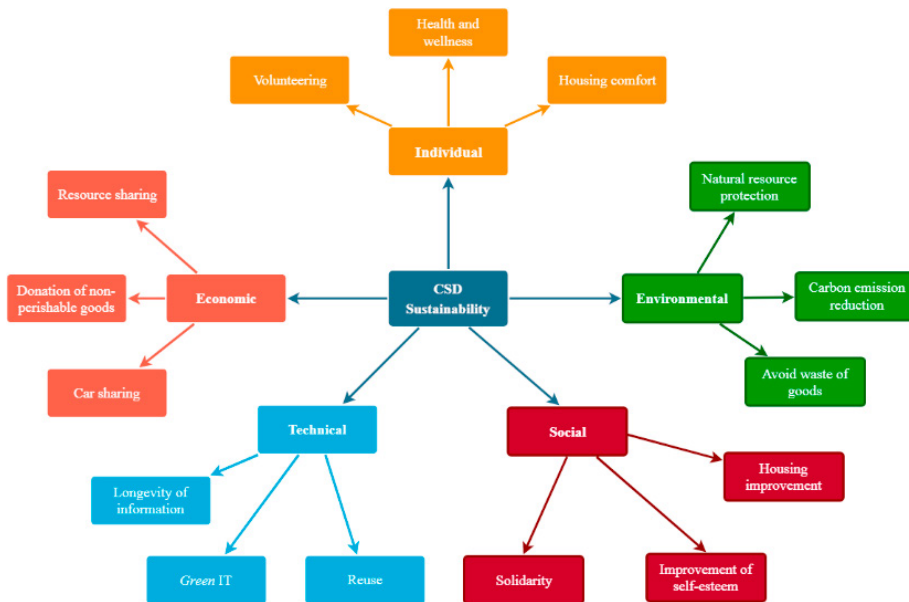 Health and
wellness
Volunteering
Housing comfort
Individual
Natural resource
protection
Resource sharing
CSD
Sustainability
Donation of non-
perishable goods
Economic
Environmental
Carbon emission
reduction
Car sharing
Avoid waste of
goods
Technical
Social
Longevity of
information
Housing
improvement
Green IT
Reuse
Solidarity
Improvement of
self-esteem